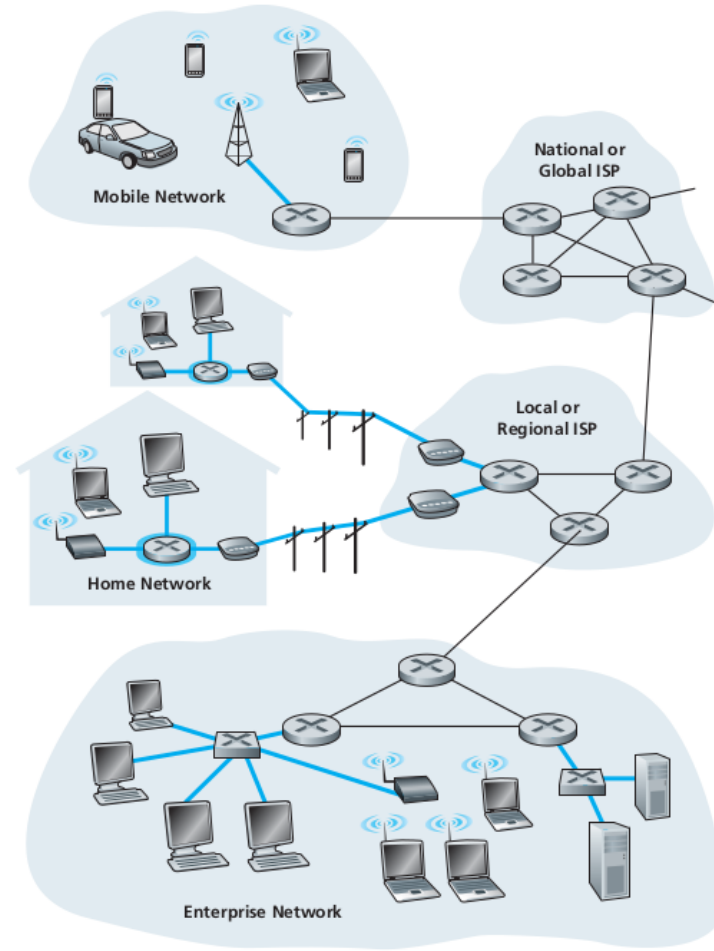 National or
Global ISP
Mobile Network
Local or
Regional ISP
Home Network
Enterprise Network